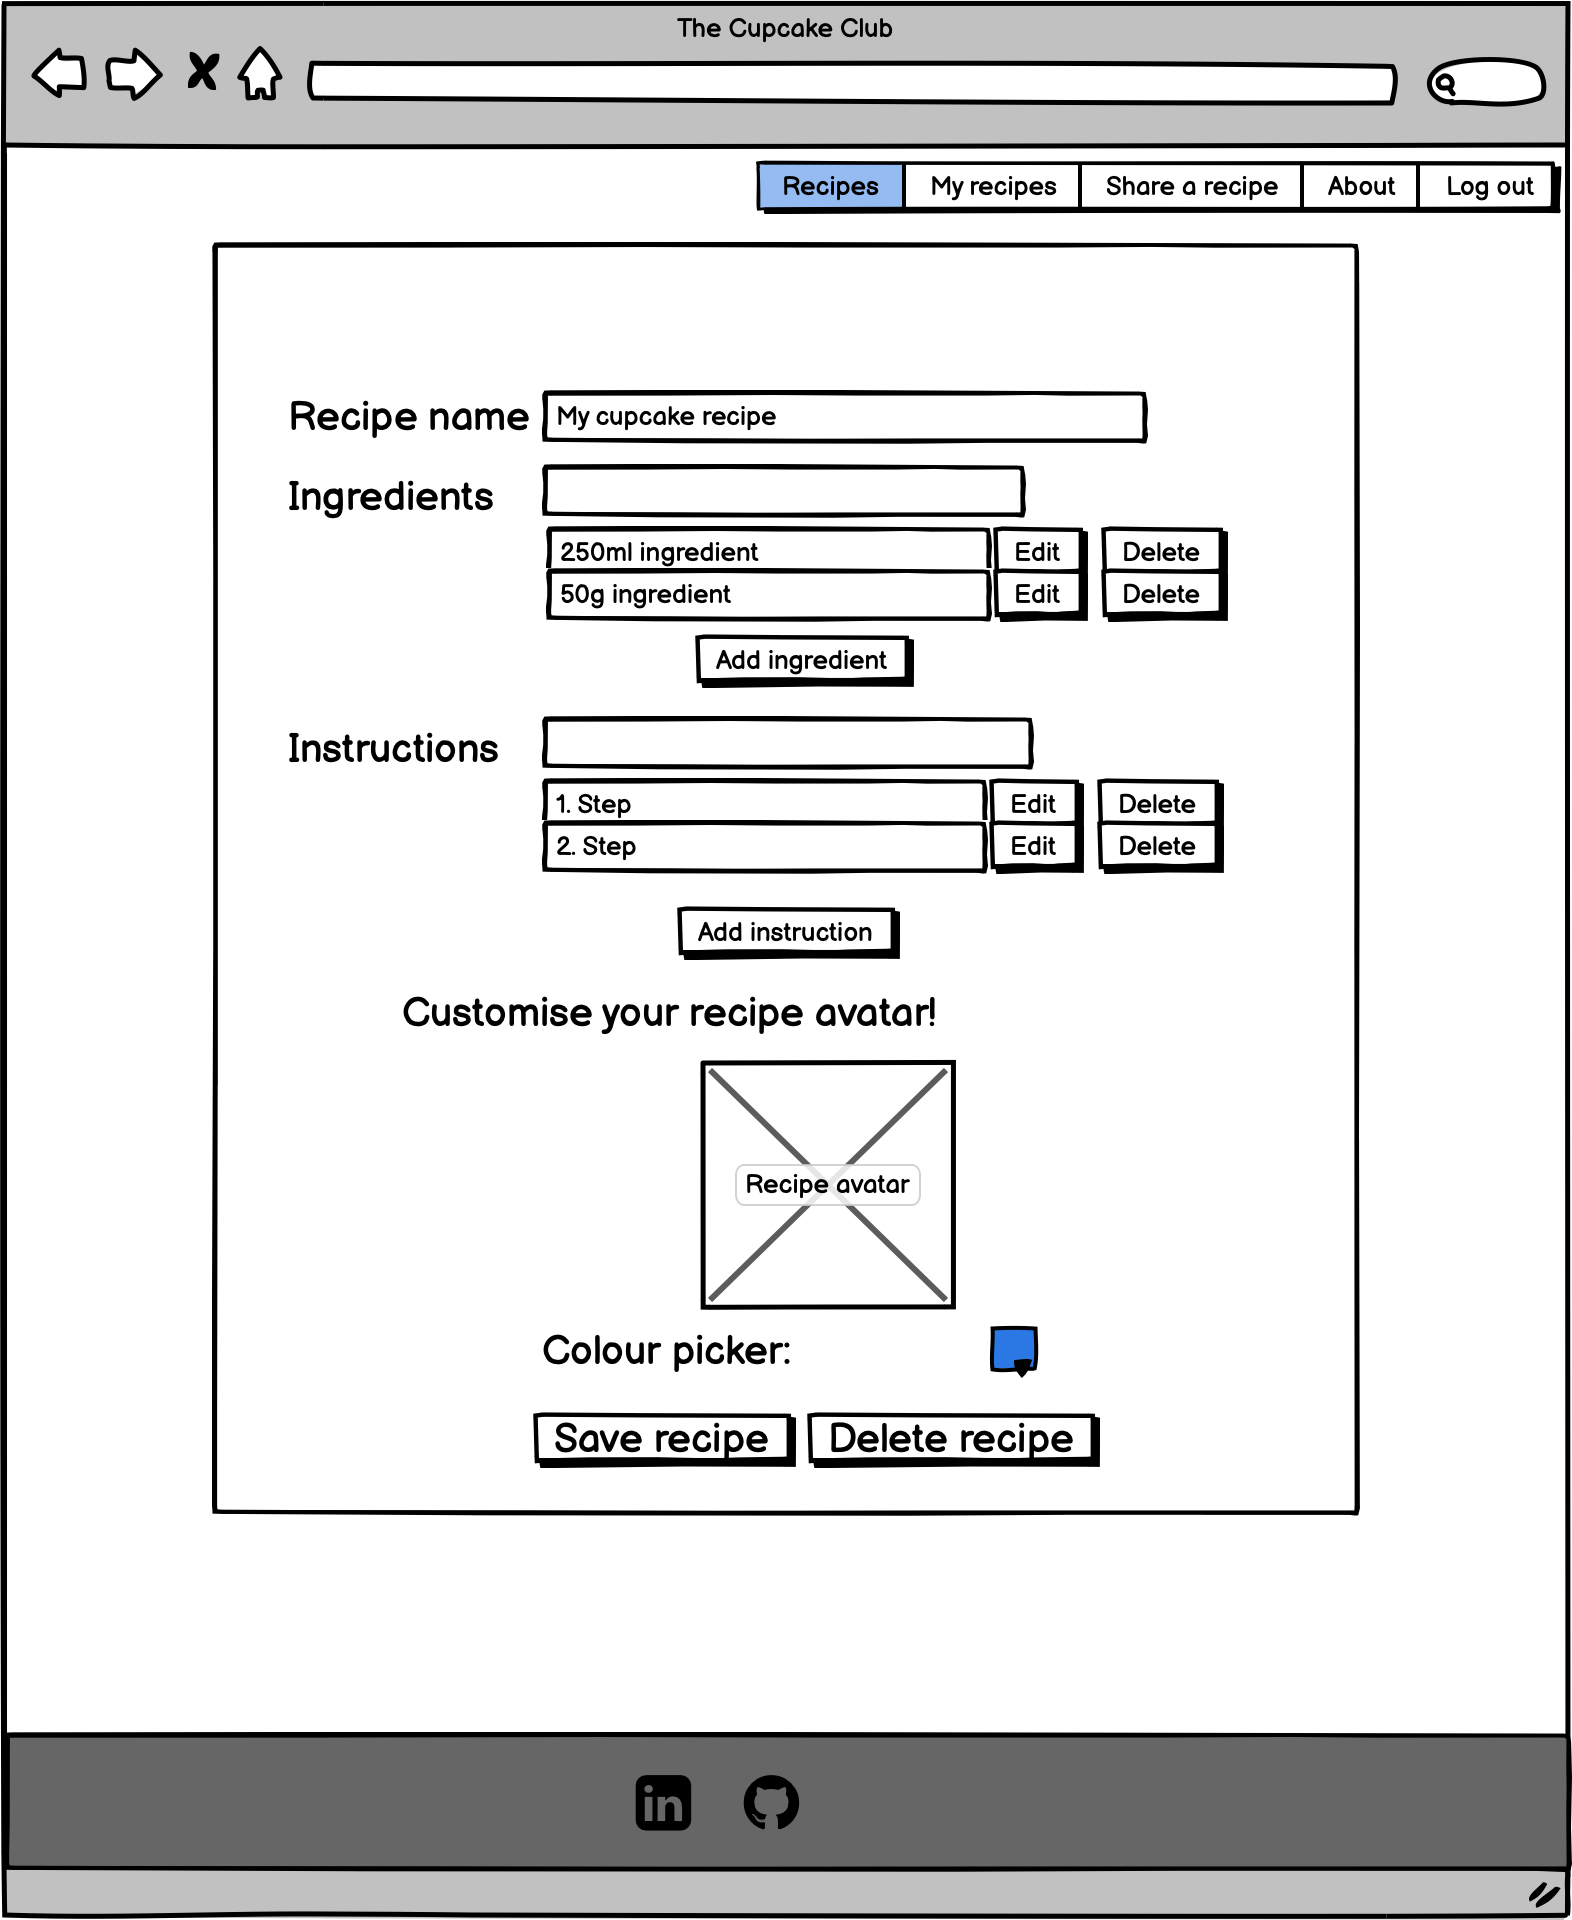 The Cupcake Club
Recipes My recipes Share a recipe About Log out
Recipe name My cupcake recipe
Ingredients
250ml ingredient Edit Delete
50g ingredient Edit Delete
Add ingredient
Instructions
1. Step Edit Delete
2. Step Edit Delete
Add instruction
Customise your recipe avatar!
Recipe avatar
Colour picker:
Save recipe Delete recipe
in